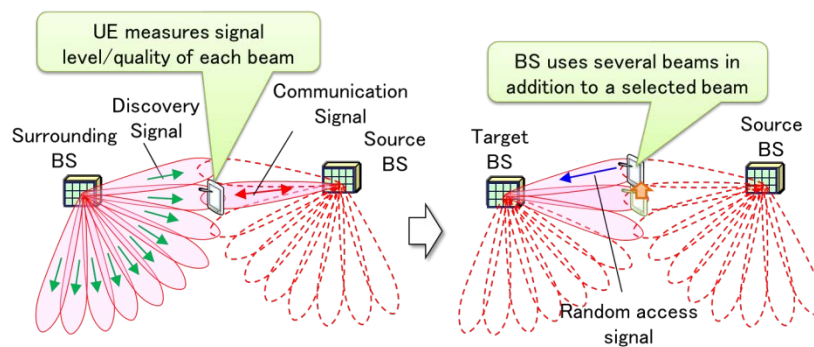 UE measures signal
level/quality of each beam
Discovery
Signal
Communication
Signal
Surrounding
BS
Source
BS
BS uses several beams in
addition to a selected beam
Target
BS
Source
BS
Random access
signal